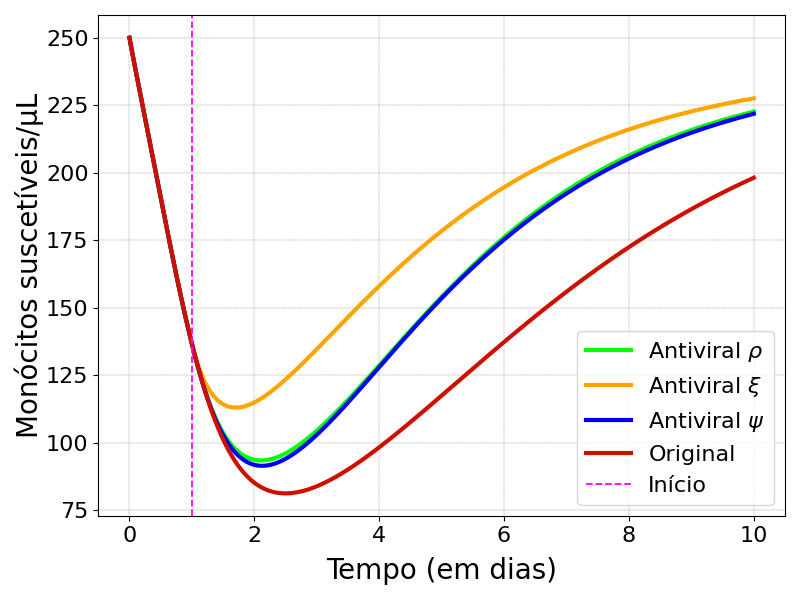 Monócitos suscetíveis/μL
250
225
200
175
150
125
100
75
0 2 4 6 8 10
Tempo (em dias)
Antiviral ρ
Antiviral ξ
Antiviral ψ
Original
Início